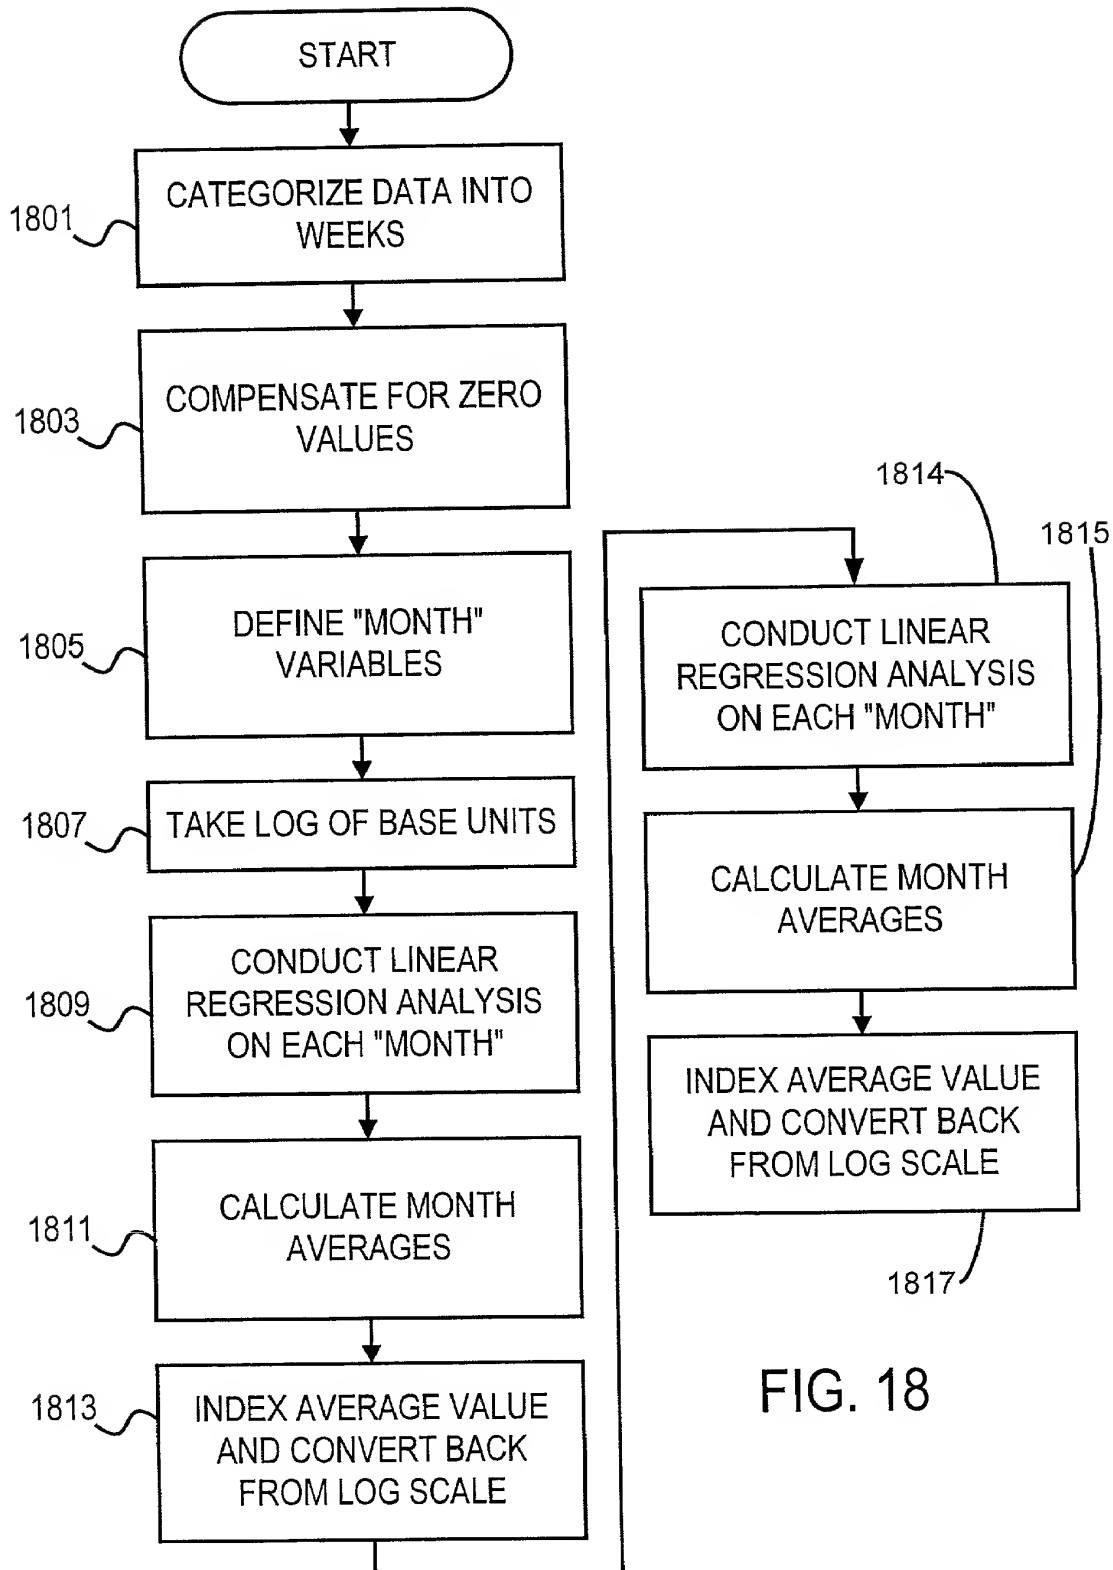 START
1801
CATEGORIZE DATA INTO
WEEKS
1803
COMPENSATE FOR ZERO
VALUES
1805
DEFINE "MONTH"
VARIABLES
1807
TAKE LOG OF BASE UNITS
1809
CONDUCT LINEAR
REGRESSION ANALYSIS
ON EACH "MONTH"
1811
CALCULATE MONTH
AVERAGES
1813
INDEX AVERAGE VALUE
AND CONVERT BACK
FROM LOG SCALE
1814
CONDUCT LINEAR
REGRESSION ANALYSIS
ON EACH "MONTH"
1815
CALCULATE MONTH
AVERAGES
INDEX AVERAGE VALUE
AND CONVERT BACK
FROM LOG SCALE
1817
FIG. 18